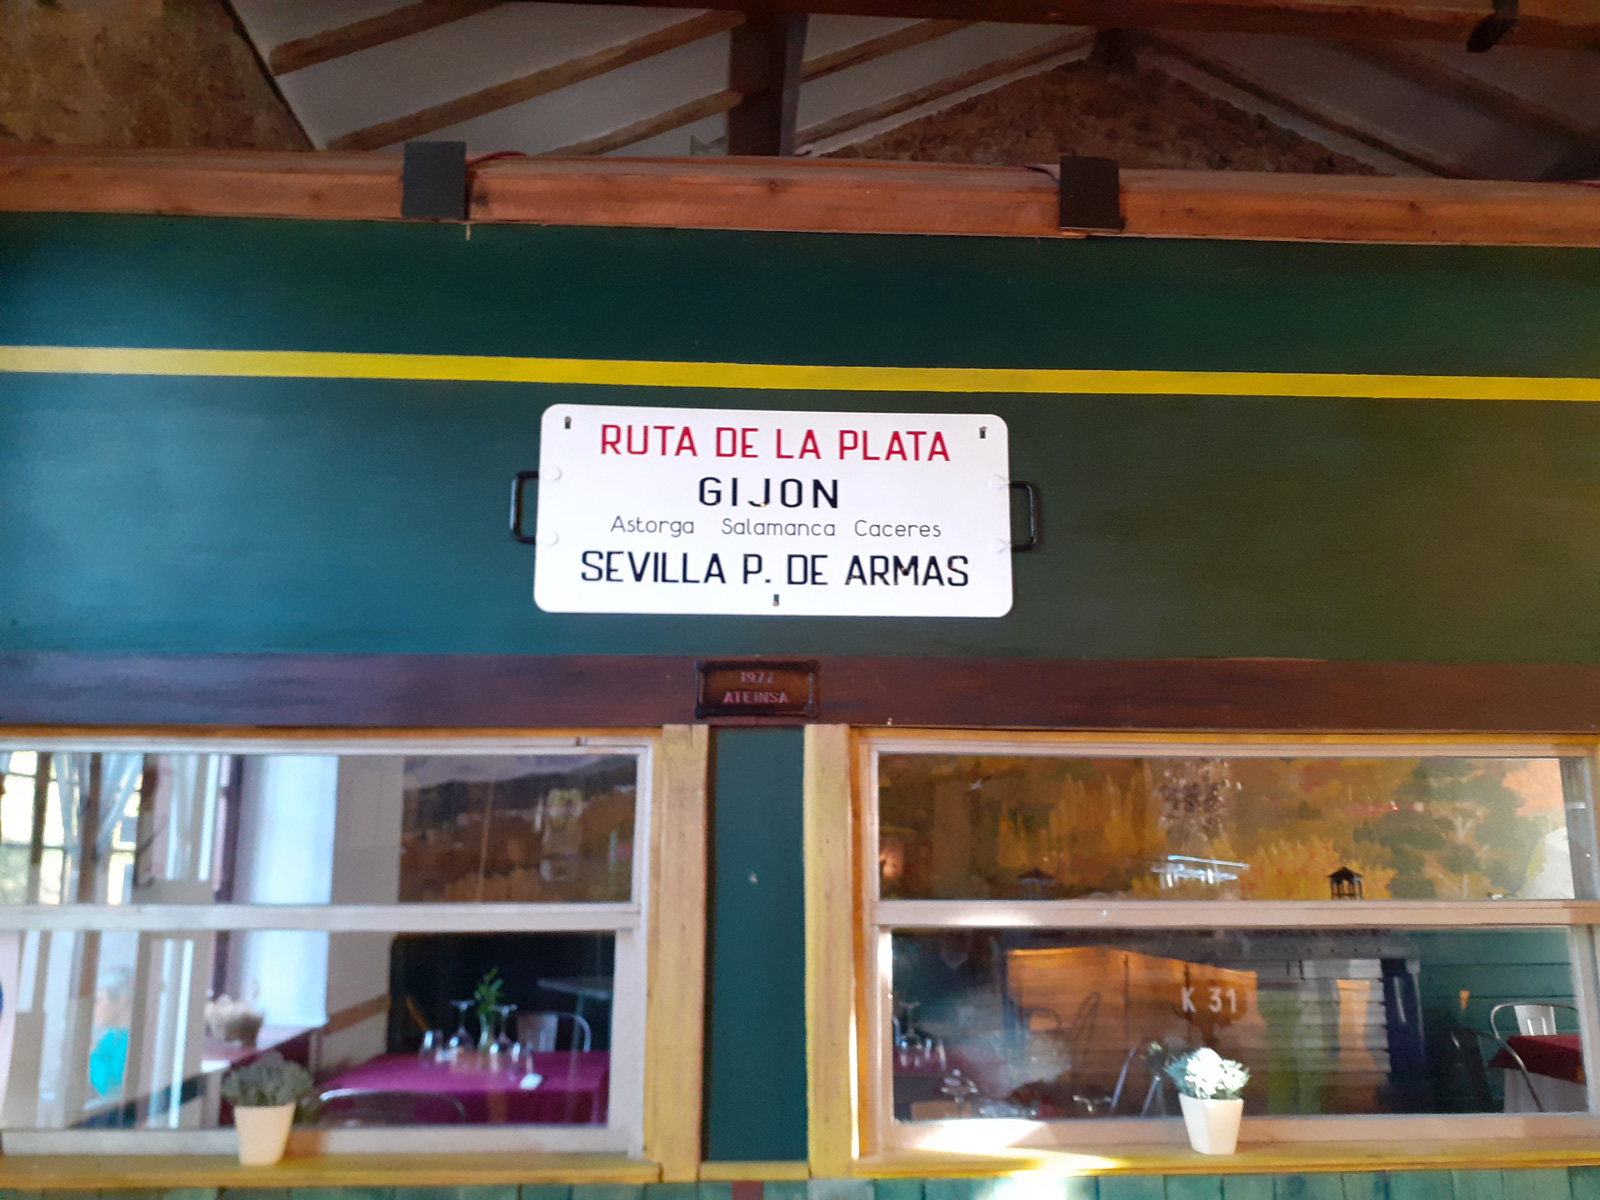 RUTA DE LA PLATA
GIJON
Astorga Salamanca Caceres
SEVILLA P. DE ARMAS
1977
ATEINSA
K 31